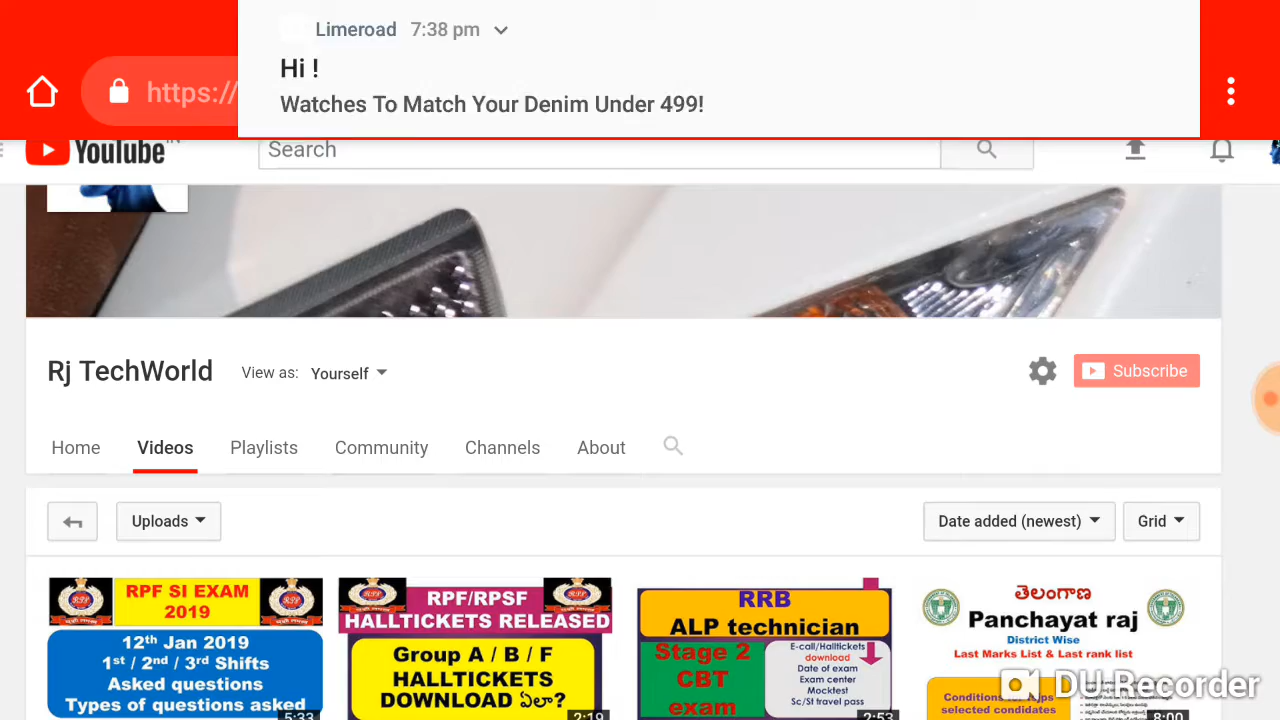 Limeroad 7:38 pm
Hi !
Watches To Match Your Denim Under 499!
https://
YouTube IN
Search
Rj TechWorld View as: Yourself
Subscribe
Home Videos Playlists Community Channels About
Uploads
Date added (newest) Grid
RPF SI EXAM
2019
12th Jan 2019
1st / 2nd / 3rd Shifts
Asked questions
Types of questions asked
5:33
RPF/RPSF
HALLTICKETS RELEASED
Group A / B / F
HALLTICKETS
DOWNLOAD ఏలా?
2:19
RRB
ALP technician
Stage 2
CBT
exam
E-call/Halltickets
download
Date of exam
Exam center
Mocktest
Sc/St travel pass
2:53
తెలంగాణ
Panchayat raj
District Wise
Last Marks List & Last rank list
selected candidates
3:00
DU Recorder